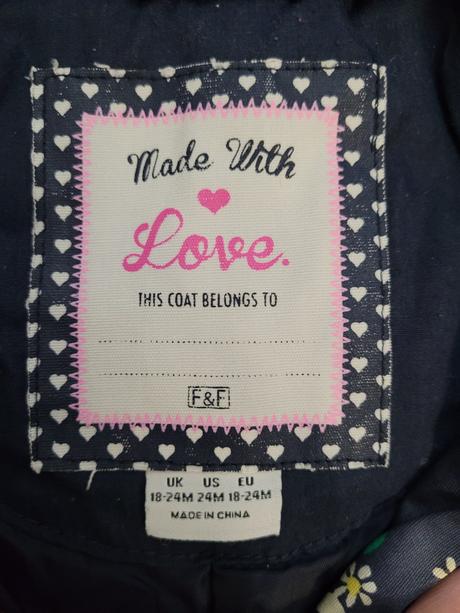 Made With
Love.
THIS COAT BELONGS TO
F&F
UK US EU
18-24M 24M 18-24M
MADE IN CHINA